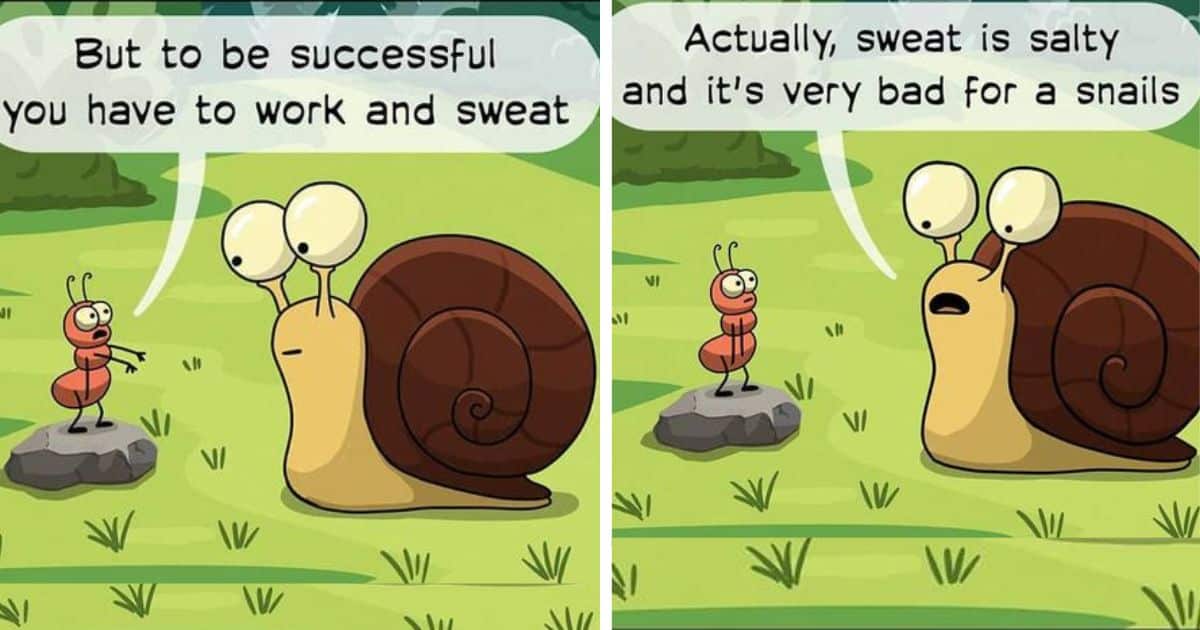 But to be successful
you have to work and sweat
Actually, sweat is salty
and it's very bad for a snails